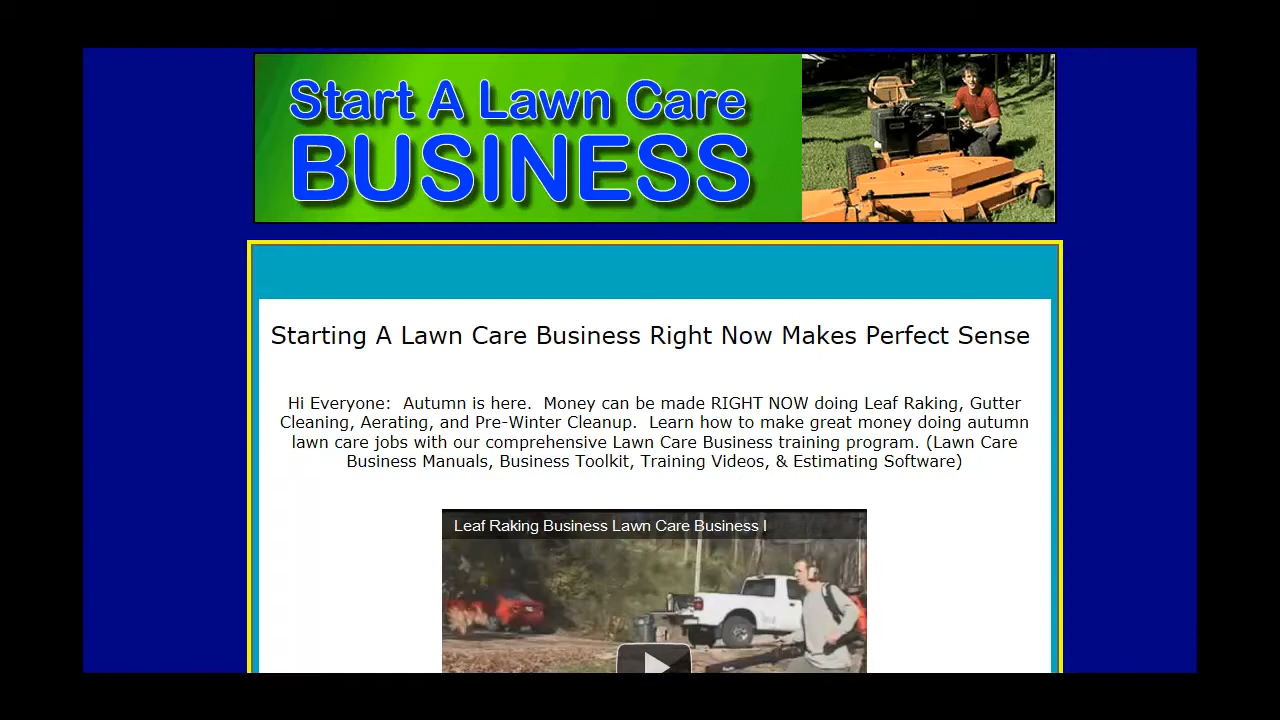 Start A Lawn Care
BUSINESS
Starting A Lawn Care Business Right Now Makes Perfect Sense
Hi Everyone:  Autumn is here.  Money can be made RIGHT NOW doing Leaf Raking, Gutter
Cleaning, Aerating, and Pre-Winter Cleanup.  Learn how to make great money doing autumn
lawn care jobs with our comprehensive Lawn Care Business training program. (Lawn Care
Business Manuals, Business Toolkit, Training Videos, & Estimating Software)
Leaf Raking Business Lawn Care Business I